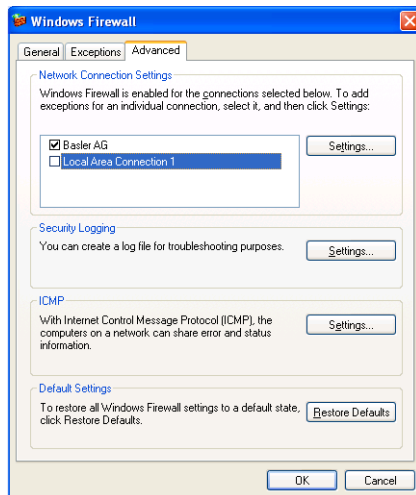 Windows Firewall
General
Exceptions
Advanced
Network Connection Settings
Windows Firewall is enabled for the connections selected below. To add
exceptions for an individual connection, select it, and then click Settings:
Basler AG
Local Area Connection 1
Settings...
Security Logging
You can create a log file for troubleshooting purposes.
Settings...
ICMP
With Internet Control Message Protocol (ICMP), the
computers on a network can share error and status
information.
Settings...
Default Settings
To restore all Windows Firewall settings to a default state,
click Restore Defaults.
Restore Defaults
OK
Cancel